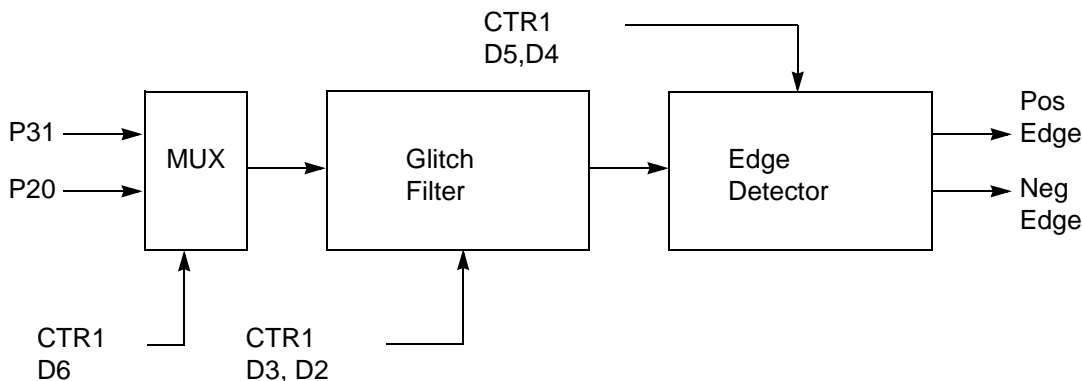 CTR1
D5,D4
P31
P20
MUX
Glitch
Filter
Edge
Detector
Pos
Edge
Neg
Edge
CTR1
D6
CTR1
D3, D2